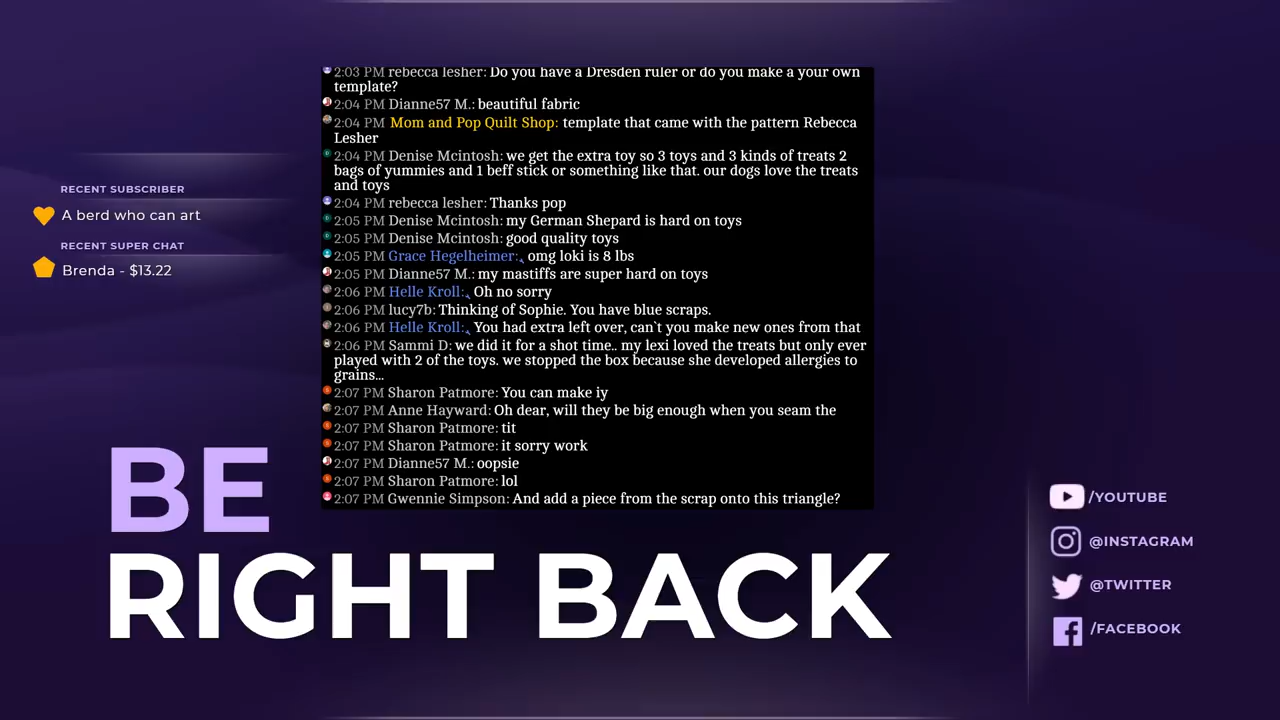 2:03 PM rebecca lesher: Do you have a Dresden ruler or do you make a your own
template?
2:04 PM Dianne57 M.: beautiful fabric
2:04 PM Mom and Pop Quilt Shop: template that came with the pattern Rebecca
Lesher
2:04 PM Denise Mcintosh: we get the extra toy so 3 toys and 3 kinds of treats 2
bags of yummies and 1 beff stick or something like that. our dogs love the treats
and toys
2:04 PM rebecca lesher: Thanks pop
2:05 PM Denise Mcintosh: my German Shepard is hard on toys
2:05 PM Denise Mcintosh: good quality toys
2:05 PM Grace Hegelheimer: omg loki is 8 lbs
2:05 PM Dianne57 M.: my mastiffs are super hard on toys
2:06 PM Helle Kroll: Oh no sorry
2:06 PM lucy7b: Thinking of Sophie. You have blue scraps.
2:06 PM Helle Kroll: You had extra left over, can`t you make new ones from that
2:06 PM Sammi D: we did it for a shot time.. my lexi loved the treats but only ever
played with 2 of the toys. we stopped the box because she developed allergies to
grains...
2:07 PM Sharon Patmore: You can make iy
2:07 PM Anne Hayward: Oh dear, will they be big enough when you seam the
2:07 PM Sharon Patmore: tit
2:07 PM Sharon Patmore: it sorry work
2:07 PM Dianne57 M.: oopsie
2:07 PM Sharon Patmore: lol
2:07 PM Gwennie Simpson: And add a piece from the scrap onto this triangle?
RECENT SUBSCRIBER
A berd who can art
RECENT SUPER CHAT
Brenda - $13.22
BE
RIGHT BACK
/YOUTUBE
@INSTAGRAM
@TWITTER
/FACEBOOK